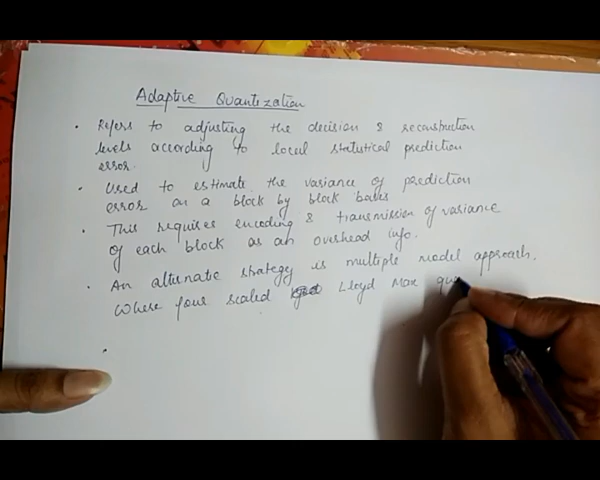 Adaptive Quantization
• Refers to adjusting the decision & reconstruction
levels according to local statistical prediction
error.
• Used to estimate the variance of prediction
error on a block by block basis
• This requires encoding & transmission of variance
of each block as an overhead info.
• An alternate strategy is multiple model approach.
Where four scaled Lloyd Max qu
•